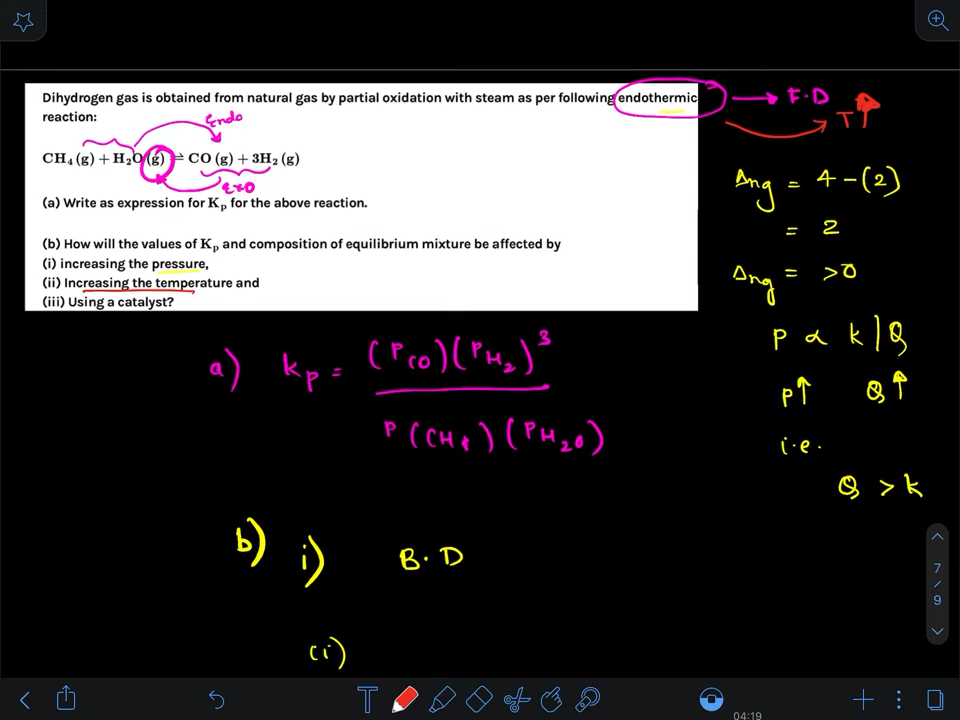 Dihydrogen gas is obtained from natural gas by partial oxidation with steam as per following endothermic
reaction:
→ F.D
T↑
Endo
CH₄(g) + H₂O(g) ⇌ CO(g) + 3H₂(g)
Exo
(a) Write as expression for Kₚ for the above reaction.
(b) How will the values of Kₚ and composition of equilibrium mixture be affected by
(i) increasing the pressure,
(ii) Increasing the temperature and
(iii) Using a catalyst?
Δng = 4 - (2)
= 2
Δng = >0
P ∝ K | Q
P↑ Q↑
i.e.
Q > K
a) Kp = (PCO)(PH₂)³
P(CH₄)(PH₂O)
b) i) B.D
(i)
7
/
9
T
04:19